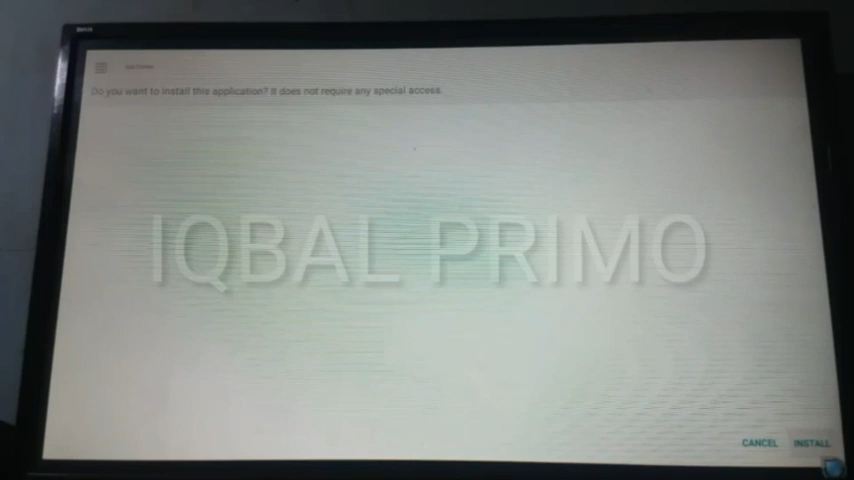 Do you want to install this application? It does not require any special access.
IQBAL PRIMO
CANCEL INSTALL